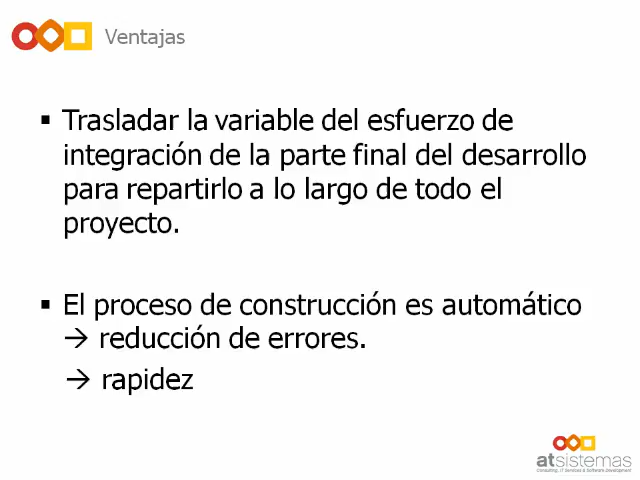 Ventajas
▪ Trasladar la variable del esfuerzo de
integración de la parte final del desarrollo
para repartirlo a lo largo de todo el
proyecto.
▪ El proceso de construcción es automático
→ reducción de errores.
→ rapidez
atsistemas
Consulting, IT Services & Software Development